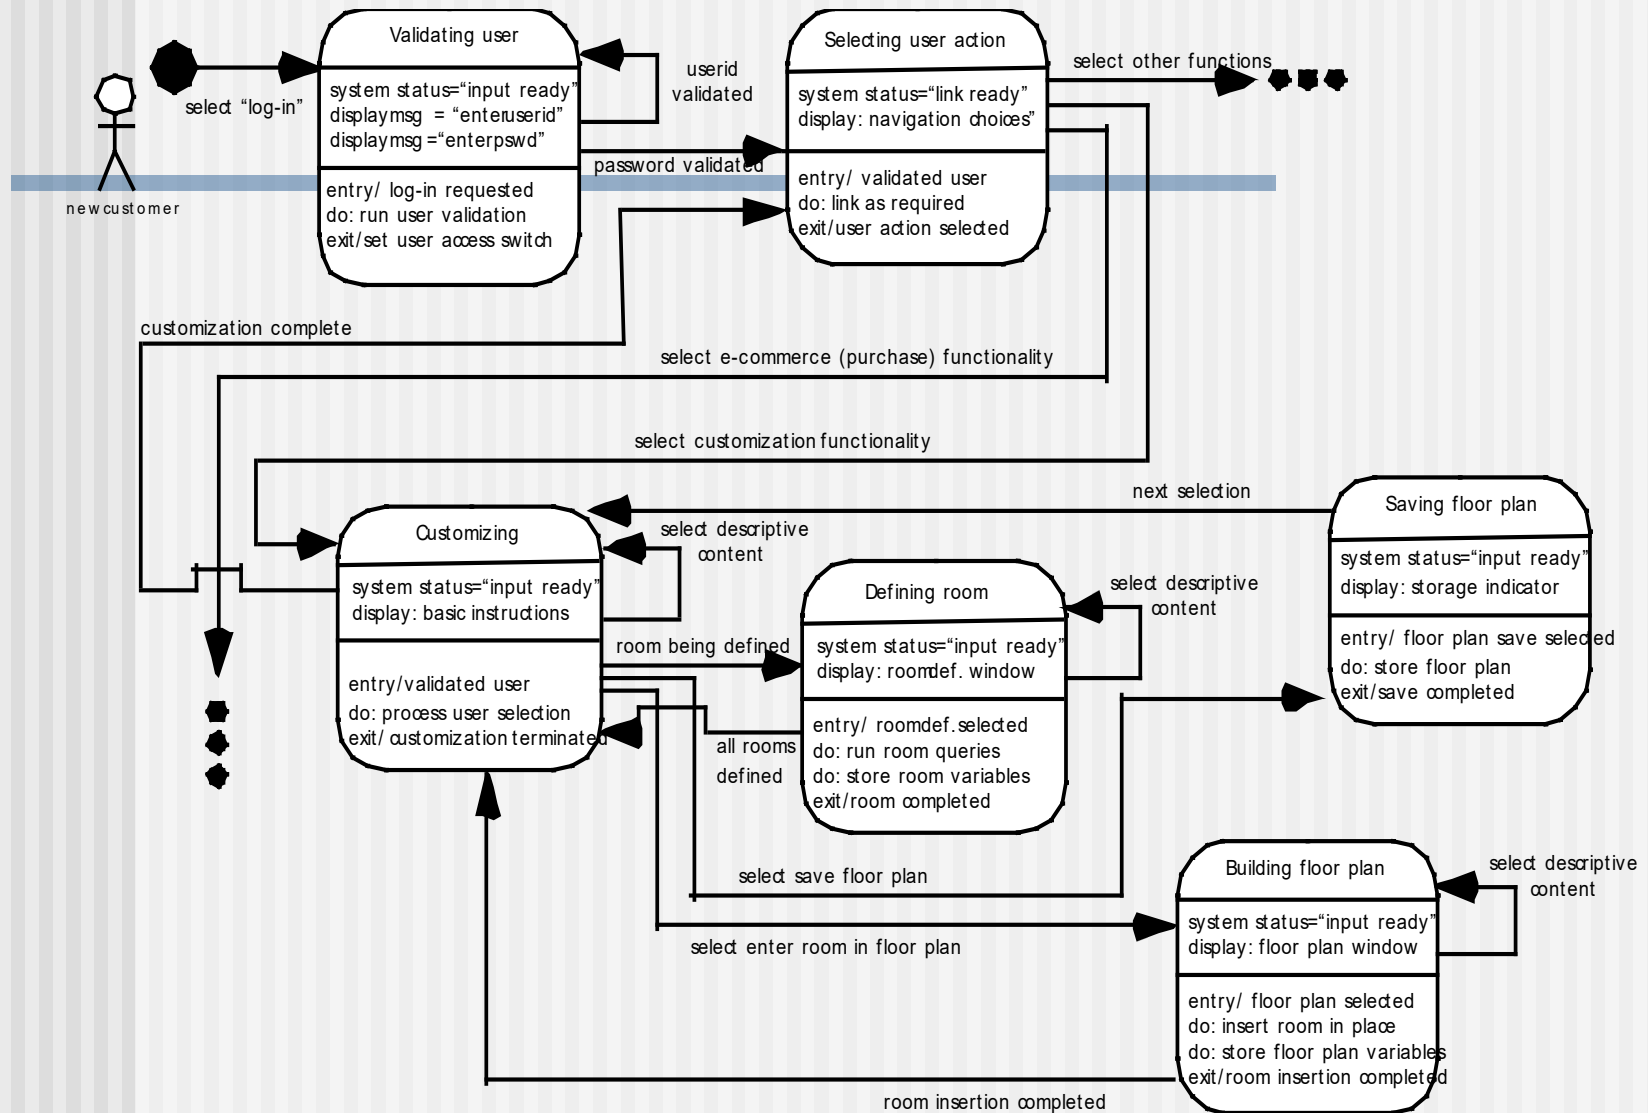 Validating user
system status=“input ready”
displaymsg = “enteruserid”
displaymsg =“enterpswd”
entry/ log-in requested
do: run user validation
exit/set user access switch
select “log-in”
newcustomer
userid
validated
password validated
Selecting user action
system status=“link ready”
display: navigation choices”
entry/ validated user
do: link as required
exit/user action selected
select other functions
customization complete
select e-commerce (purchase) functionality
select customization functionality
next selection
Customizing
system status=“input ready”
display: basic instructions
entry/validated user
do: process user selection
exit/ customization terminated
select descriptive
content
room being defined
all rooms
defined
Defining room
system status=“input ready”
display: roomdef. window
entry/ roomdef.selected
do: run room queries
do: store room variables
exit/room completed
select descriptive
content
Saving floor plan
system status=“input ready”
display: storage indicator
entry/ floor plan save selected
do: store floor plan
exit/save completed
select save floor plan
select enter room in floor plan
Building floor plan
system status=“input ready”
display: floor plan window
entry/ floor plan selected
do: insert room in place
do: store floor plan variables
exit/room insertion completed
select descriptive
content
room insertion completed